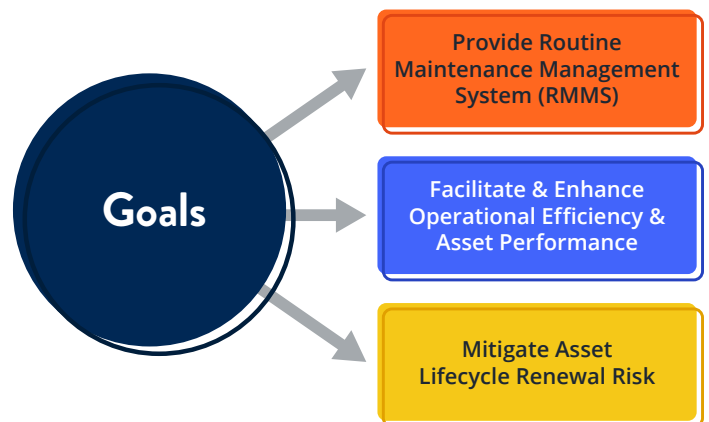 Goals
Provide Routine
Maintenance Management
System (RMMS)
Facilitate & Enhance
Operational Efficiency &
Asset Performance
Mitigate Asset
Lifecycle Renewal Risk